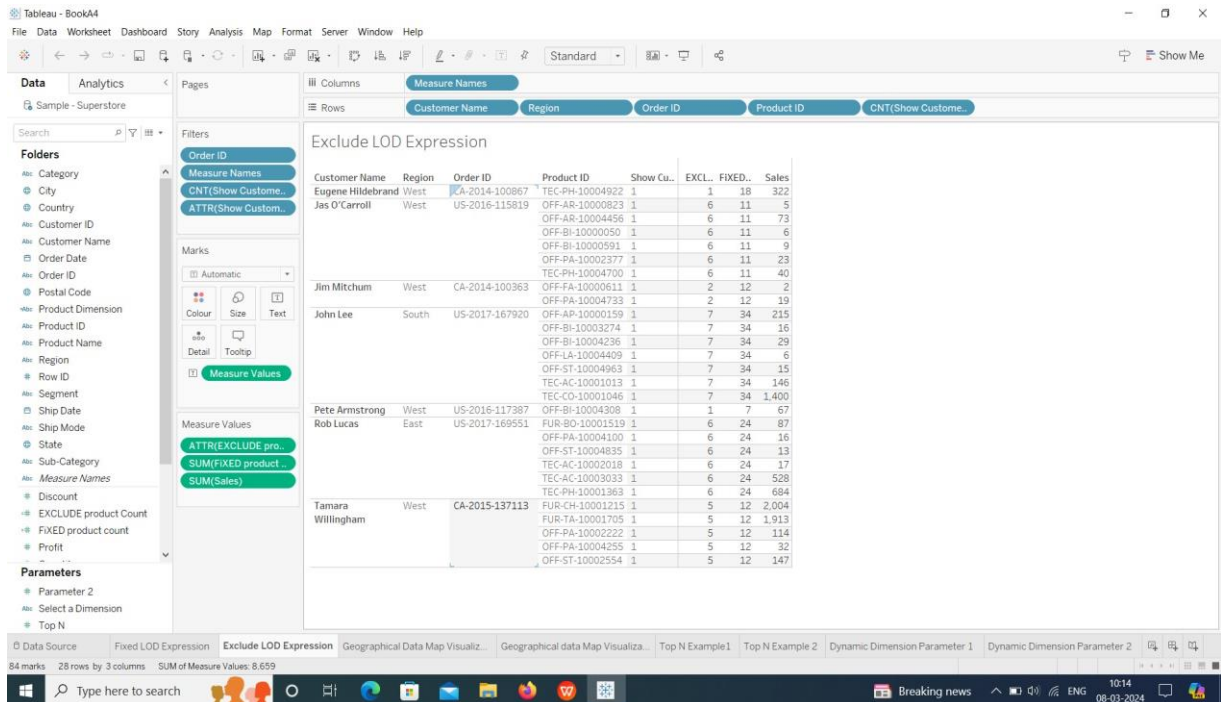 Tableau - BookA4
File Data Worksheet Dashboard Story Analysis Map Format Server Window Help
Standard
Show Me
Data Analytics
Sample - Superstore
Search
Folders
Abc Category
City
Country
Abc Customer ID
Abc Customer Name
Order Date
Abc Order ID
Postal Code
Abc Product Dimension
Abc Product ID
Abc Product Name
Abc Region
# Row ID
Abc Segment
Ship Date
Abc Ship Mode
State
Abc Sub-Category
Abc Measure Names
# Discount
# EXCLUDE product Count
# FiXED product count
# Profit
Parameters
# Parameter 2
Abc Select a Dimension
# Top N
Pages
Filters
Order ID
Measure Names
CNT(Show Custome..
ATTR(Show Custom..
Marks
Automatic
Colour Size Text
Detail Tooltip
Measure Values
Measure Values
ATTR(EXCLUDE pro..
SUM(FiXED product ..
SUM(Sales)
Columns Measure Names
Rows Customer Name Region Order ID Product ID CNT(Show Custome..
Exclude LOD Expression
Customer Name Region Order ID Product ID Show Cu.. EXCL.. FiXED.. Sales
Eugene Hildebrand West CA-2014-100867 TEC-PH-10004922 1 1 18 322
Jas O'Carroll West US-2016-115819 OFF-AR-10000823 1 6 11 5
OFF-AR-10004456 1 6 11 73
OFF-BI-10000050 1 6 11 6
OFF-BI-10000591 1 6 11 9
OFF-PA-10002377 1 6 11 23
TEC-PH-10004700 1 6 11 40
Jim Mitchum West CA-2014-100363 OFF-FA-10000611 1 2 12 2
OFF-PA-10004733 1 2 12 19
John Lee South US-2017-167920 OFF-AP-10000159 1 7 34 215
OFF-BI-10003274 1 7 34 16
OFF-BI-10004236 1 7 34 29
OFF-LA-10004409 1 7 34 6
OFF-ST-10004963 1 7 34 15
TEC-AC-10001013 1 7 34 146
TEC-CO-10001046 1 7 34 1,400
Pete Armstrong West US-2016-117387 OFF-BI-10004308 1 1 7 67
Rob Lucas East US-2017-169551 FUR-BO-10001519 1 6 24 87
OFF-PA-10004100 1 6 24 16
OFF-ST-10004835 1 6 24 13
TEC-AC-10002018 1 6 24 17
TEC-AC-10003033 1 6 24 528
TEC-PH-10001363 1 6 24 684
Tamara West CA-2015-137113 FUR-CH-10001215 1 5 12 2,004
Willingham FUR-TA-10001705 1 5 12 1,913
OFF-PA-10002222 1 5 12 114
OFF-PA-10004255 1 5 12 32
OFF-ST-10002554 1 5 12 147
Data Source Fixed LOD Expression Exclude LOD Expression Geographical Data Map Visualiz... Geographical data Map Visualiza... Top N Example1 Top N Example 2 Dynamic Dimension Parameter 1 Dynamic Dimension Parameter 2
84 marks 28 rows by 3 columns SUM of Measure Values: 8,659
Type here to search
Breaking news
ENG
10:14
08-03-2024